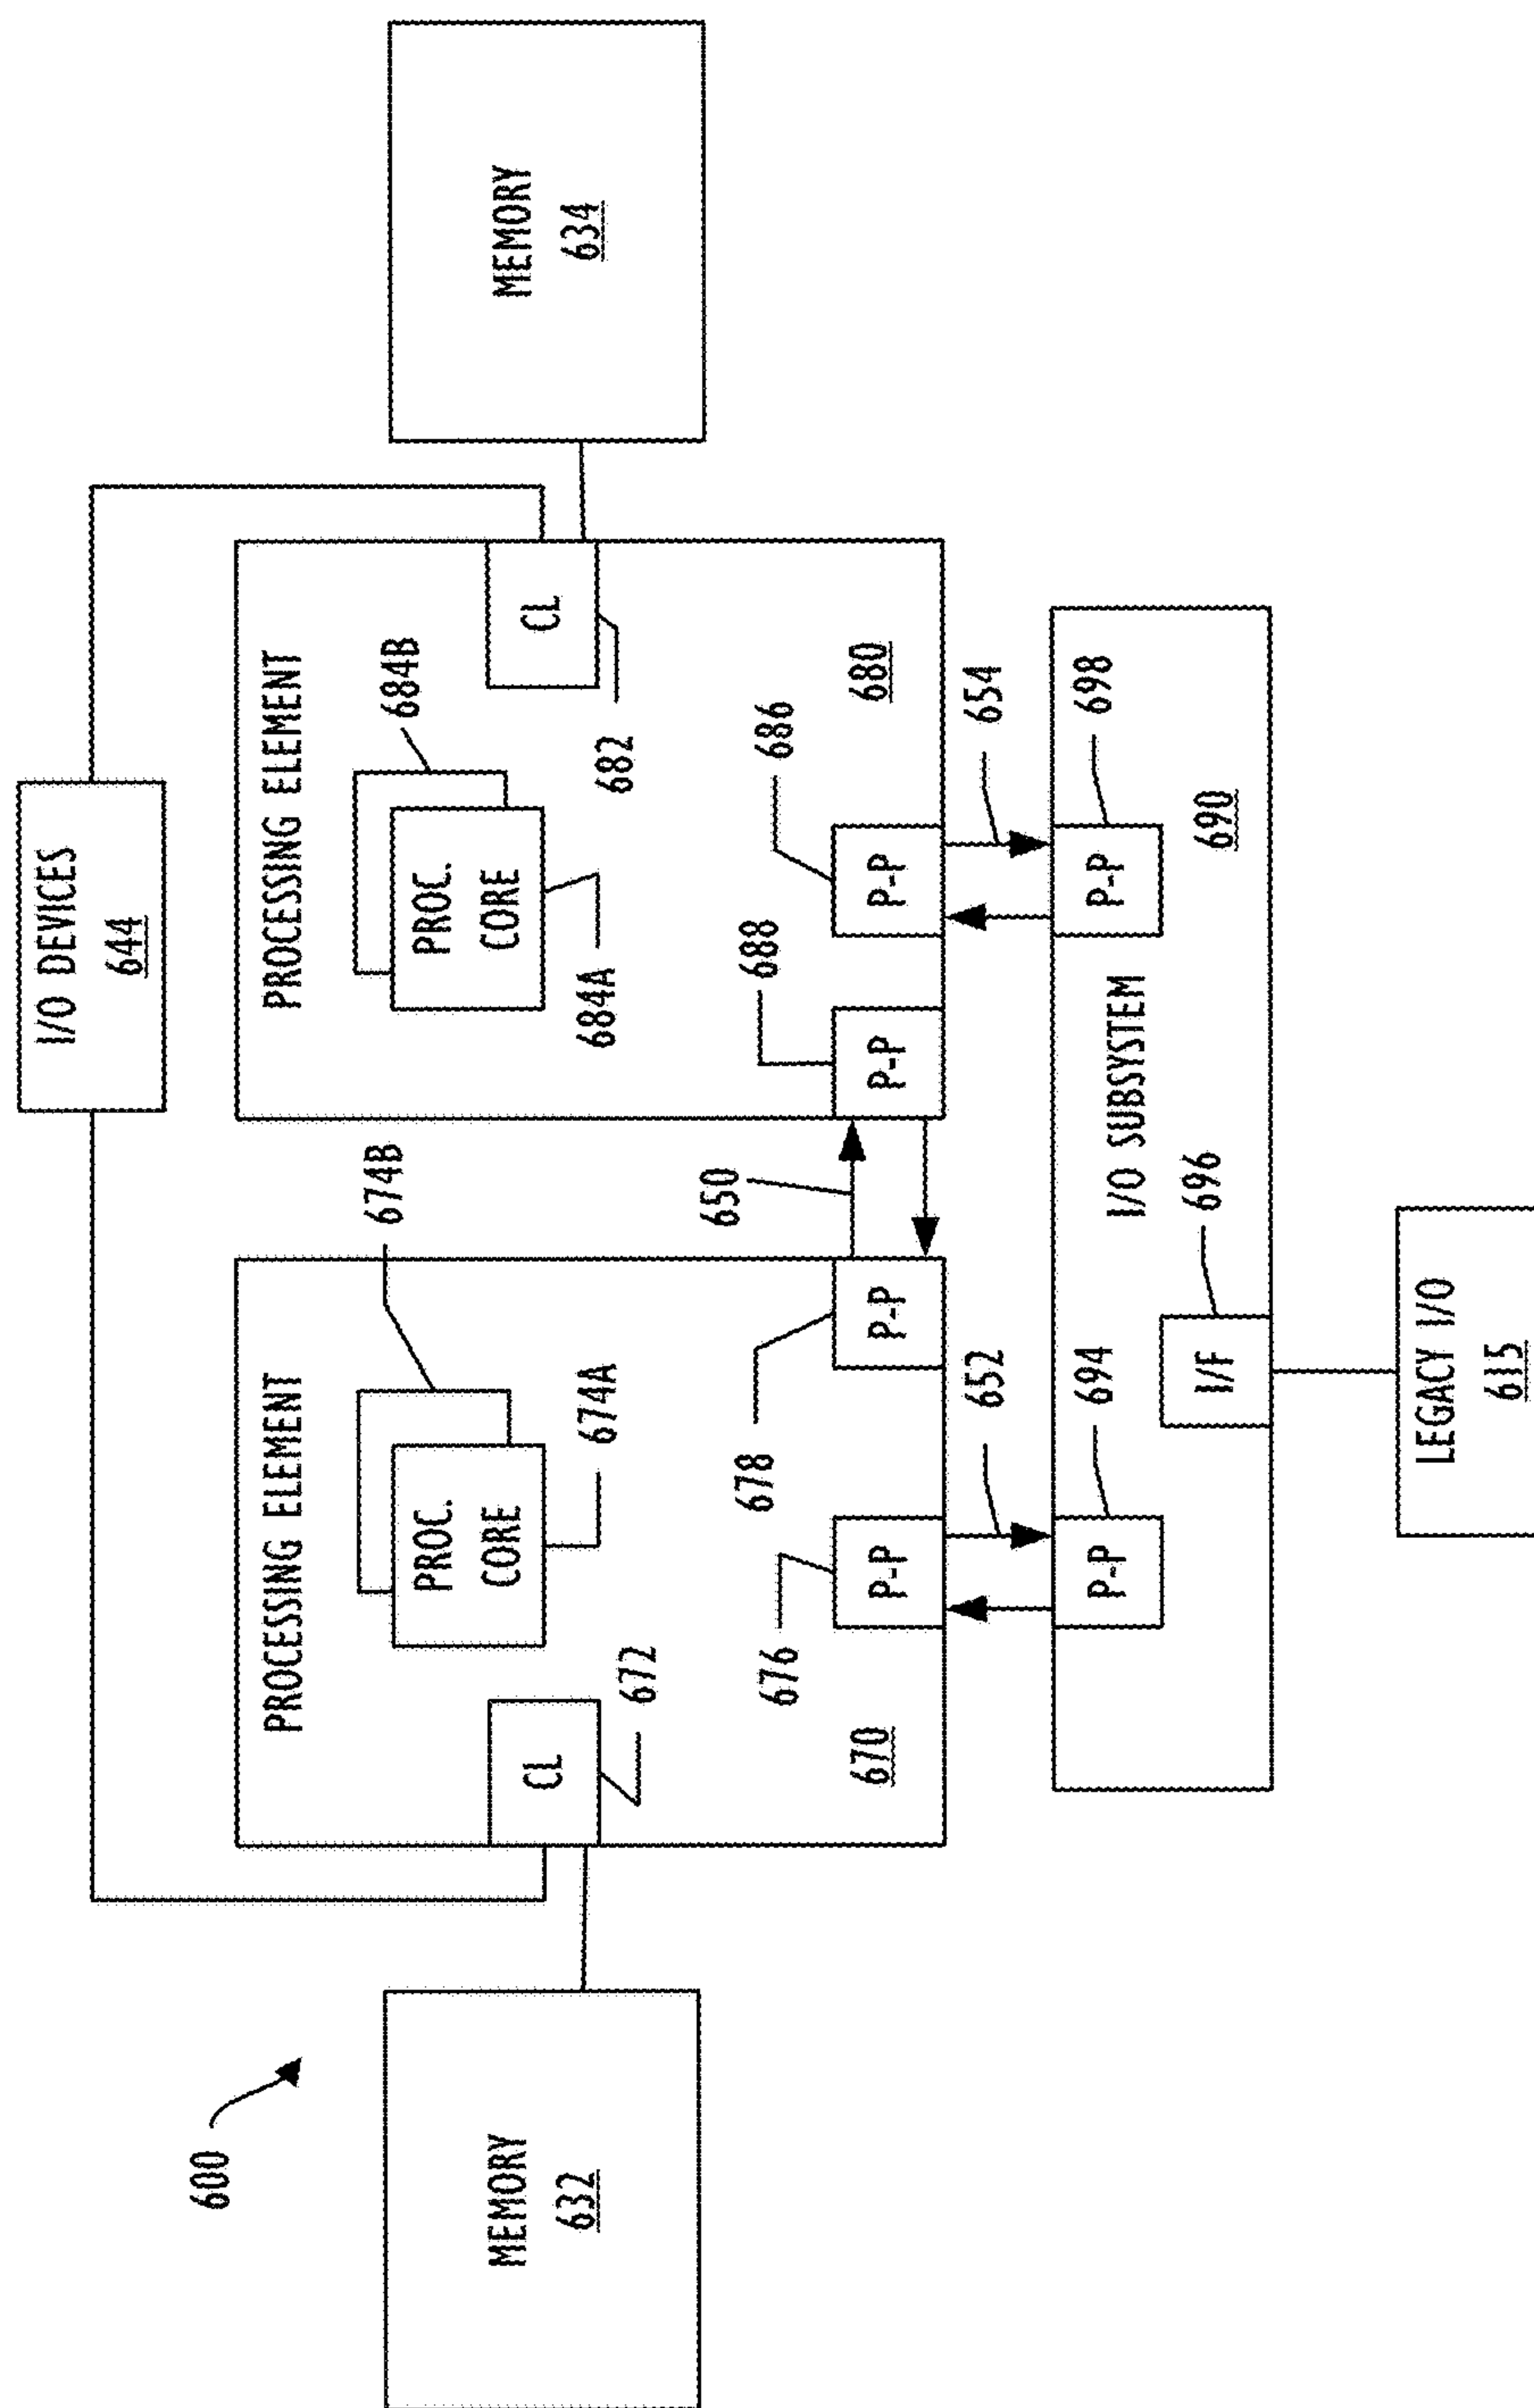 600
I/O DEVICES
644
MEMORY
632
PROCESSING ELEMENT
PROC.
CORE
674B
674A
CL
672
670
676
P-P
678
P-P
650
PROCESSING ELEMENT
PROC.
CORE
684B
684A
CL
682
680
688
P-P
686
P-P
MEMORY
634
652
654
P-P
694
I/O SUBSYSTEM
P-P
698
690
I/F
696
LEGACY I/O
615